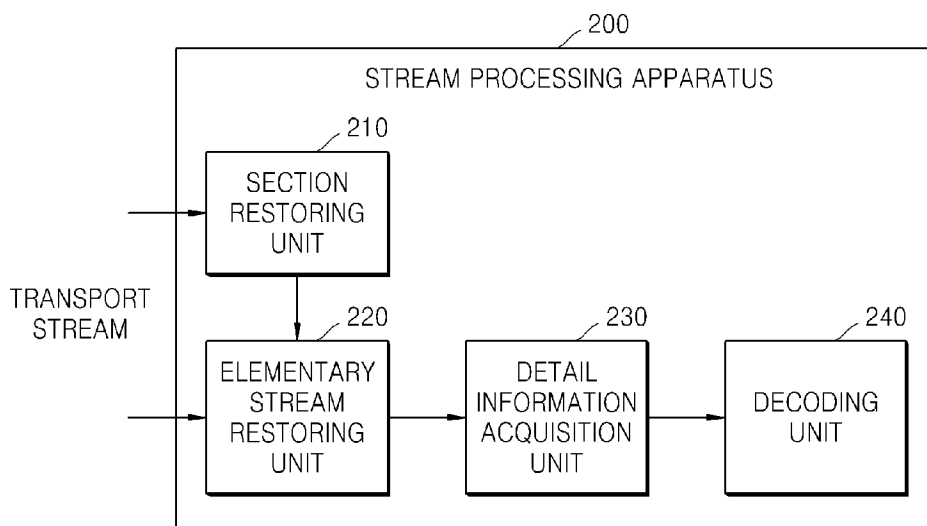 200
STREAM PROCESSING APPARATUS
210
SECTION
RESTORING
UNIT
TRANSPORT
STREAM
220
ELEMENTARY
STREAM
RESTORING
UNIT
230
DETAIL
INFORMATION
ACQUISITION
UNIT
240
DECODING
UNIT